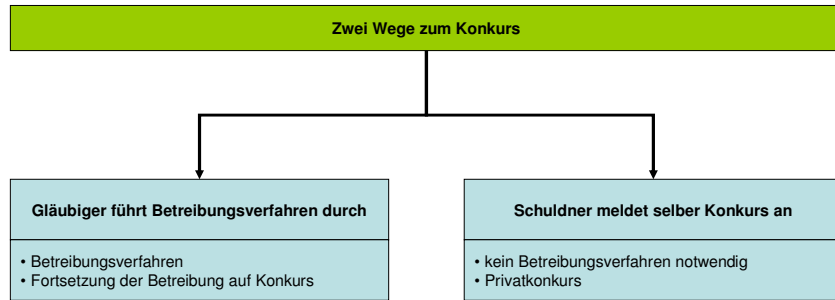 Zwei Wege zum Konkurs
Gläubiger führt Betreibungsverfahren durch
• Betreibungsverfahren
• Fortsetzung der Betreibung auf Konkurs
Schuldner meldet selber Konkurs an
• kein Betreibungsverfahren notwendig
• Privatkonkurs